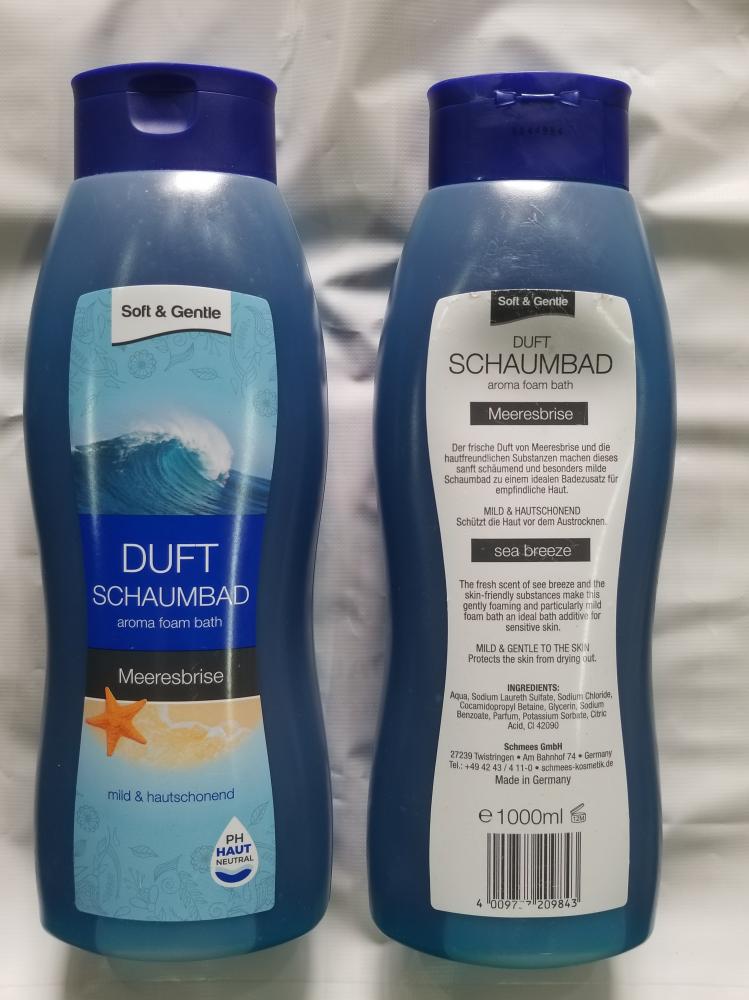 Soft & Gentle
DUFT
SCHAUMBAD
aroma foam bath
Meeresbrise
mild & hautschonend
PH
HAUT
NEUTRAL
Soft & Gentle
DUFT
SCHAUMBAD
aroma foam bath
Meeresbrise
Der frische Duft von Meeresbrise und die
hautfreundlichen Substanzen machen dieses
sanft schäumend und besonders milde
Schaumbad zu einem idealen Badezusatz für
empfindliche Haut.
MILD & HAUTSCHONEND
Schützt die Haut vor dem Austrocknen.
sea breeze
The fresh scent of see breeze and the
skin-friendly substances make this
gently foaming and particularly mild
foam bath an ideal bath additive for
sensitive skin.
MILD & GENTLE TO THE SKIN
Protects the skin from drying out.
INGREDIENTS:
Aqua, Sodium Laureth Sulfate, Sodium Chloride,
Cocamidopropyl Betaine, Glycerin, Sodium
Benzoate, Parfum, Potassium Sorbate, Citric
Acid, CI 42090
Schmees GmbH
27239 Twistringen • Am Bahnhof 74 • Germany
Tel.: +49 42 43 / 4 11-0 • schmees-kosmetik.de
Made in Germany
e 1000ml 12M
4 209843